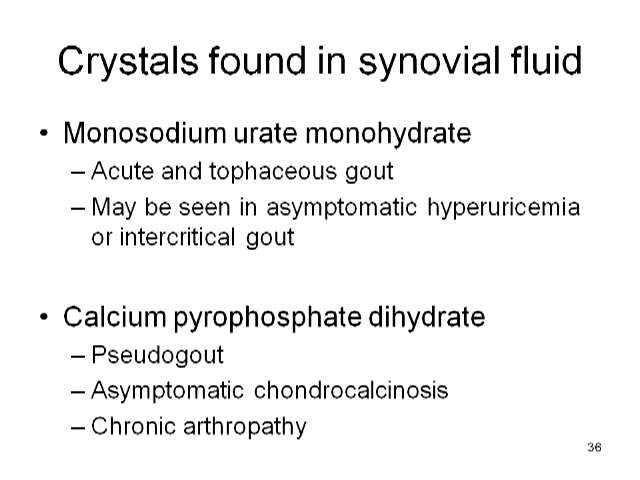 Crystals found in synovial fluid
• Monosodium urate monohydrate
– Acute and tophaceous gout
– May be seen in asymptomatic hyperuricemia
or intercritical gout
• Calcium pyrophosphate dihydrate
– Pseudogout
– Asymptomatic chondrocalcinosis
– Chronic arthropathy
36